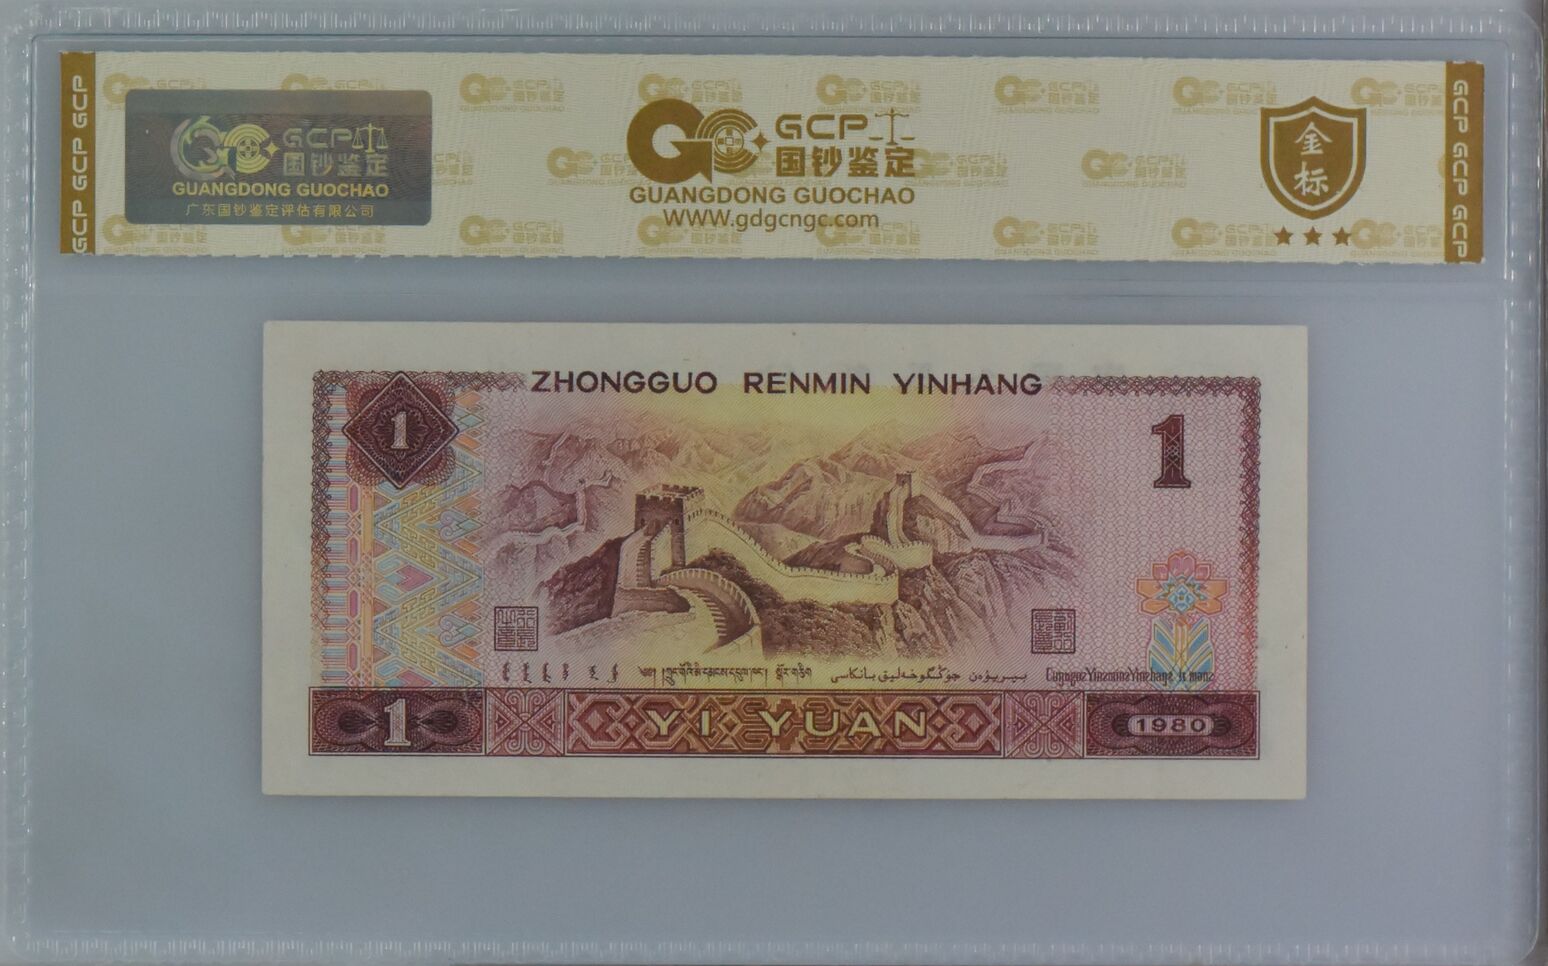 GCP GCP GCP
GCP
国钞鉴定
GUANGDONG GUOCHAO
广东国钞鉴定评估有限公司
GCP
国钞鉴定
GUANGDONG GUOCHAO
WWW.gdgcngc.com
金标
GCP GCP GCP
ZHONGGUO RENMIN YINHANG
1
1
1
YI YUAN
1980